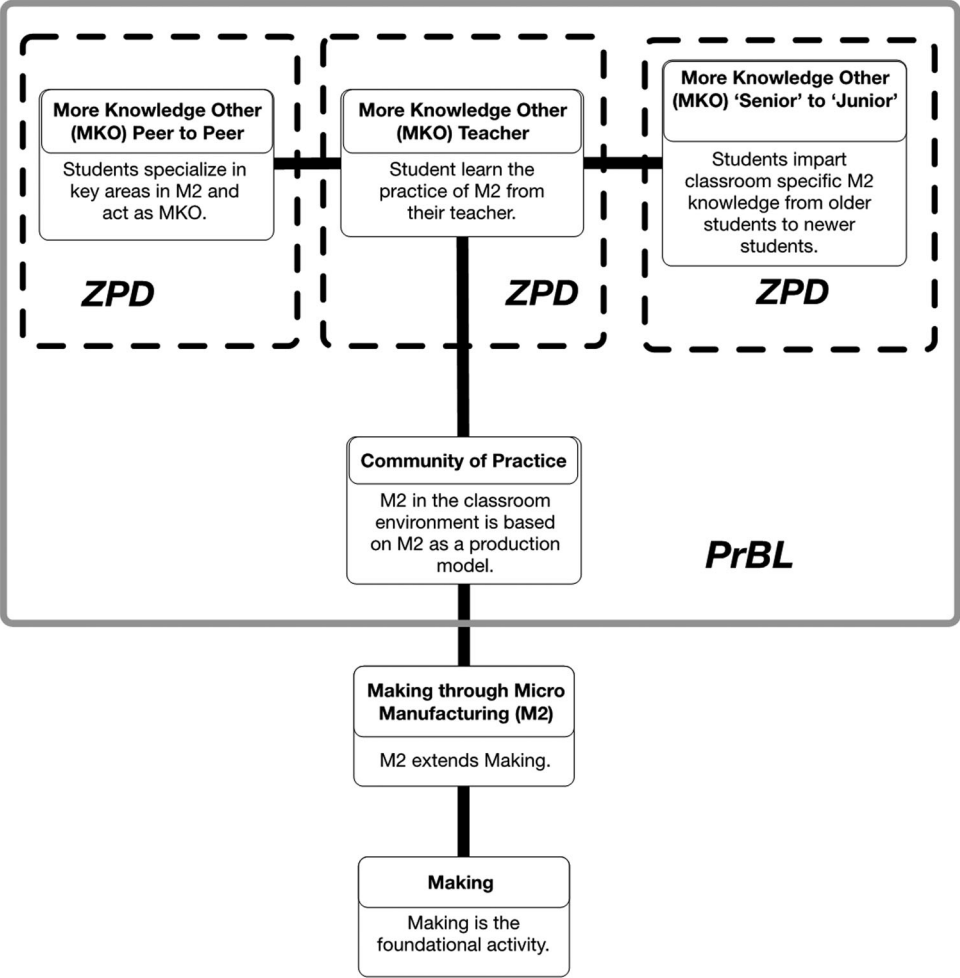 More Knowledge Other
(MKO) Peer to Peer
Students specialize in
key areas in M2 and
act as MKO.
ZPD
More Knowledge Other
(MKO) Teacher
Student learn the
practice of M2 from
their teacher.
ZPD
More Knowledge Other
(MKO) ‘Senior’ to ‘Junior’
Students impart
classroom specific M2
knowledge from older
students to newer
students.
ZPD
Community of Practice
M2 in the classroom
environment is based
on M2 as a production
model.
PrBL
Making through Micro
Manufacturing (M2)
M2 extends Making.
Making
Making is the
foundational activity.